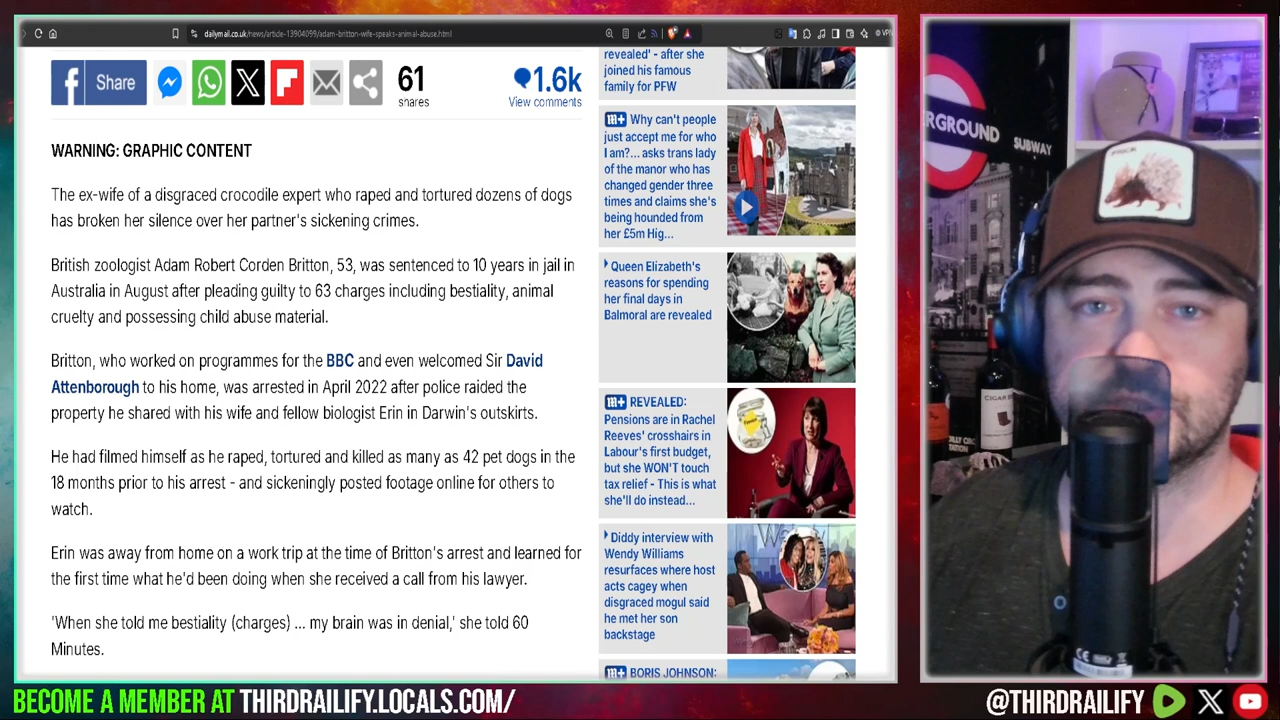 dailymail.co.uk/news/article-13904099/adam-britton-wife-speaks-animal-abuse.html
VPN
Share
61
shares
1.6k
View comments
WARNING: GRAPHIC CONTENT
The ex-wife of a disgraced crocodile expert who raped and tortured dozens of dogs
has broken her silence over her partner's sickening crimes.
British zoologist Adam Robert Corden Britton, 53, was sentenced to 10 years in jail in
Australia in August after pleading guilty to 63 charges including bestiality, animal
cruelty and possessing child abuse material.
Britton, who worked on programmes for the BBC and even welcomed Sir David
Attenborough to his home, was arrested in April 2022 after police raided the
property he shared with his wife and fellow biologist Erin in Darwin's outskirts.
He had filmed himself as he raped, tortured and killed as many as 42 pet dogs in the
18 months prior to his arrest - and sickeningly posted footage online for others to
watch.
Erin was away from home on a work trip at the time of Britton's arrest and learned for
the first time what he'd been doing when she received a call from his lawyer.
'When she told me bestiality (charges) ... my brain was in denial,' she told 60
Minutes.
revealed' - after she
joined his famous
family for PFW
m+ Why can't people
just accept me for who
I am?... asks trans lady
of the manor who has
changed gender three
times and claims she's
being hounded from
her £5m Hig...
Queen Elizabeth's
reasons for spending
her final days in
Balmoral are revealed
m+ REVEALED:
Pensions are in Rachel
Reeves' crosshairs in
Labour's first budget,
but she WON'T touch
tax relief - This is what
she'll do instead...
Diddy interview with
Wendy Williams
resurfaces where host
acts cagey when
disgraced mogul said
he met her son
backstage
m+ BORIS JOHNSON:
RGROUND
SUBWAY
CIGAR
BECOME A MEMBER AT THIRDRAILIFY.LOCALS.COM/
@THIRDRAILIFY